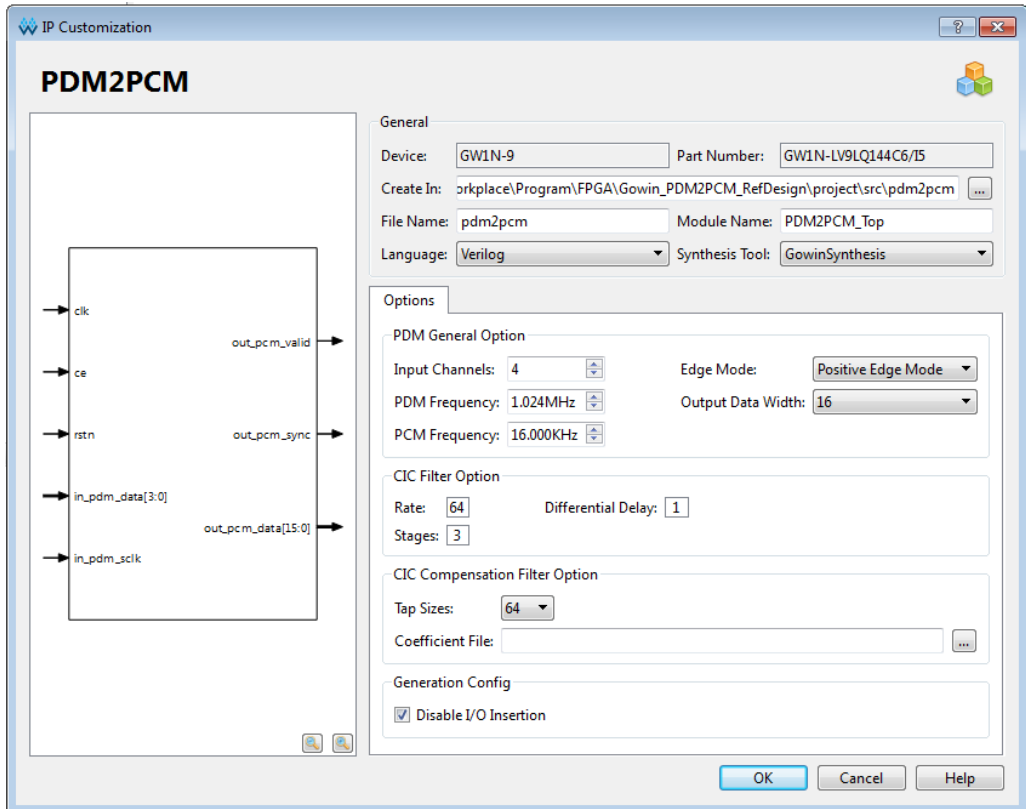 IP Customization
PDM2PCM
General
Device: GW1N-9 Part Number: GW1N-LV9LQ144C6/I5
Create In: orkplace\Program\FPGA\Gowin_PDM2PCM_RefDesign\project\src\pdm2pcm ...
File Name: pdm2pcm Module Name: PDM2PCM_Top
Language: Verilog Synthesis Tool: GowinSynthesis
clk
out_pcm_valid
ce
rstn out_pcm_sync
in_pdm_data[3:0]
out_pcm_data[15:0]
in_pdm_sclk
Options
PDM General Option
Input Channels: 4 Edge Mode: Positive Edge Mode
PDM Frequency: 1.024MHz Output Data Width: 16
PCM Frequency: 16.000KHz
CIC Filter Option
Rate: 64 Differential Delay: 1
Stages: 3
CIC Compensation Filter Option
Tap Sizes: 64
Coefficient File: ...
Generation Config
Disable I/O Insertion
OK Cancel Help